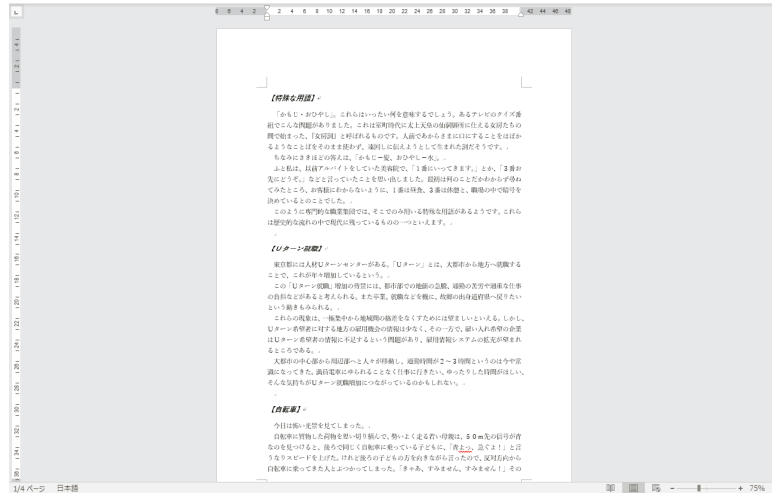 L
8 6 4 2 2 4 6 8 10 12 14 16 18 20 22 24 26 28 30 32 34 36 38 42 44 46 48
【特殊な用語】
「かもじ・おひやし」。これらはいったい何を意味するでしょう。あるテレビのクイズ番
組でこんな問題がありました。これは室町時代に太上天皇の仙洞御所に仕える女房たちの
間で始まった、『女房詞』と呼ばれるものです。人前であからさまに口にすることをはばか
るようなことばをそのまま使わず、遠回しに伝えようとして生まれた詞だそうです。
ちなみにさきほどの答えは、「かもじ－髪、おひやし－水」。
ふと私は、以前アルバイトをしていた美容院で、「１番にいってきます。」とか、「３番お
先にどうぞ。」などと言っていたことを思い出しました。最初は何のことだかわからず尋ね
てみたところ、お客様にわからないように、１番は昼食、３番は休憩と、職場の中で暗号を
決めているとのことでした。
このように専門的な職業集団では、そこでのみ用いる特殊な用語があるようです。これら
は歴史的な流れの中で現代に残っているものの一つといえます。
【Ｕターン就職】
東京都には人材Ｕターンセンターがある。「Ｕターン」とは、大都市から地方へ就職する
ことで、これが年々増加しているという。
この「Ｕターン就職」増加の背景には、都市部での地価の急騰、通勤の苦労や過重な仕事
の負担などがあると考えられる。また卒業、就職などを機に、故郷の出身道府県へ戻りたい
という動きもみられる。
これらの現象は、一極集中から地域間の格差をなくすためには望ましいといえる。しかし、
Ｕターン希望者に対する地方の雇用機会の情報は少なく、その一方で、雇い入れ希望の企業
はＵターン希望者の情報に不足するという問題があり、雇用情報システムの拡充が望まれ
るところである。
大都市の中心部から周辺部へと人々が移動し、通勤時間が２～３時間というのは今や常
識になってきた。満員電車にゆられることなく仕事に行きたい、ゆったりした時間がほしい、
そんな気持ちがＵターン就職増加につながっているのかもしれない。
【自転車】
今日は怖い光景を見てしまった。
自転車に買物した荷物を思い切り積んで、勢いよく走る若い母親は、５０ｍ先の信号が青
なのを見つけると、後ろで同じく自転車に乗っている子どもに、「青よっ、急ぐよ！」と言
うなりスピードを上げた。けれど後ろの子どもの方を向きながら言ったので、反対方向から
自転車に乗ってきた人とぶつかってしまった。「きゃあ、すみません、すみません！」その
1/4 ページ 日本語 75%